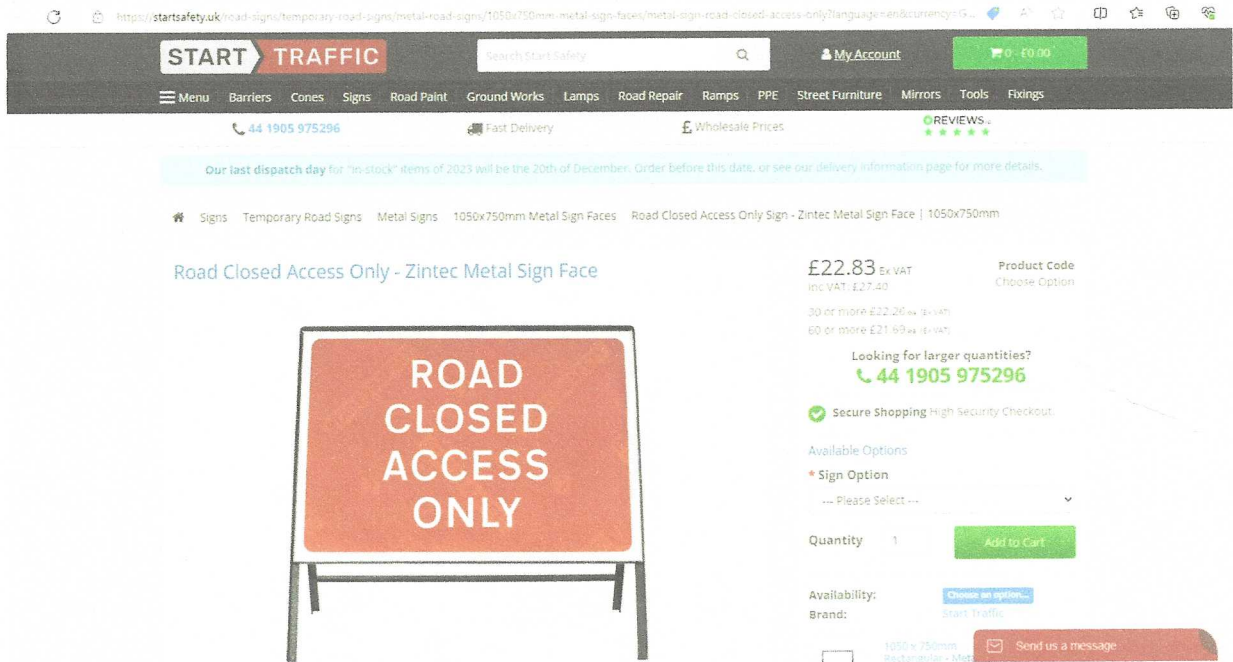 https://startsafety.uk/road-signs/temporary-road-signs/metal-road-signs/1050x750mm-metal-sign-faces/metal-sign-road-closed-access-only?language=en&currency=G...
START TRAFFIC
Search Start Safety
My Account
0 - £0.00
Menu Barriers Cones Signs Road Paint Ground Works Lamps Road Repair Ramps PPE Street Furniture Mirrors Tools Fixings
44 1905 975296 Fast Delivery £ Wholesale Prices REVIEWS
Our last dispatch day for "in stock" items of 2023 will be the 20th of December. Order before this date, or see our delivery information page for more details.
Signs Temporary Road Signs Metal Signs 1050x750mm Metal Sign Faces Road Closed Access Only Sign - Zintec Metal Sign Face | 1050x750mm
Road Closed Access Only - Zintec Metal Sign Face
ROAD
CLOSED
ACCESS
ONLY
£22.83 Ex VAT
inc VAT: £27.40
Product Code
Choose Option
30 or more £22.26 ea (Ex VAT)
60 or more £21.69 ea (Ex VAT)
Looking for larger quantities?
44 1905 975296
Secure Shopping High Security Checkout.
Available Options
* Sign Option
--- Please Select ---
Quantity 1 Add to Cart
Availability: Choose an option...
Brand: Start Traffic
1050 x 750mm
Rectangular - Meta
Send us a message